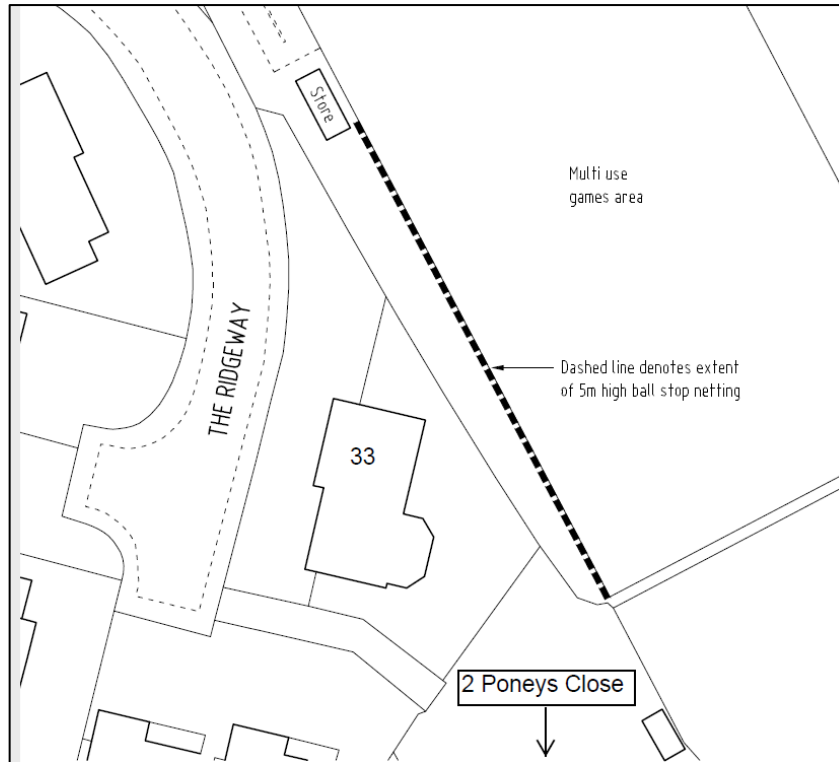 Store
Multi use
games area
THE RIDGEWAY
Dashed line denotes extent
of 5m high ball stop netting
33
2 Poneys Close